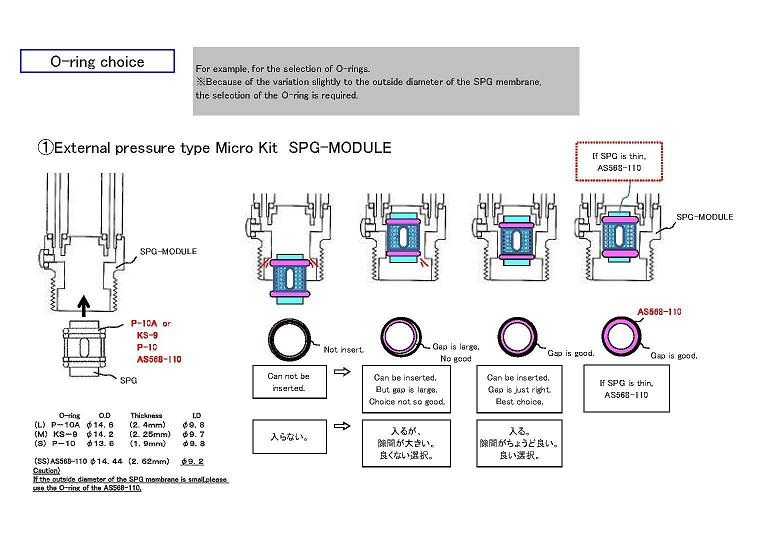 O-ring choice
For example, for the selection of O-rings.
※Because of the variation slightly to the outside diameter of the SPG membrane,
the selection of the O-ring is required.
①External pressure type Micro Kit SPG-MODULE
If SPG is thin,
AS568-110
SPG-MODULE
SPG-MODULE
P-10A or
KS-9
P-10
AS568-110
SPG
AS568-110
Not insert.
Gap is large.
No good
Gap is good.
Gap is good.
Can not be
inserted.
⇨
Can be inserted.
But gap is large.
Choice not so good.
Can be inserted.
Gap is just right.
Best choice.
If SPG is thin,
AS568-110
入らない。
⇨
入るが、
隙間が大きい。
良くない選択。
入る。
隙間がちょうど良い。
良い選択。
O-ring O.D Thickness I.D
(L) P-10A φ14.6 (2.4mm) φ9.8
(M) KS-9 φ14.2 (2.25mm) φ9.7
(S) P-10 φ13.6 (1.9mm) φ9.8
(SS)AS568-110 φ14.44 (2.62mm) φ9.2
Caution)
If the outside diameter of the SPG membrane is small,please
use the O-ring of the AS568-110.